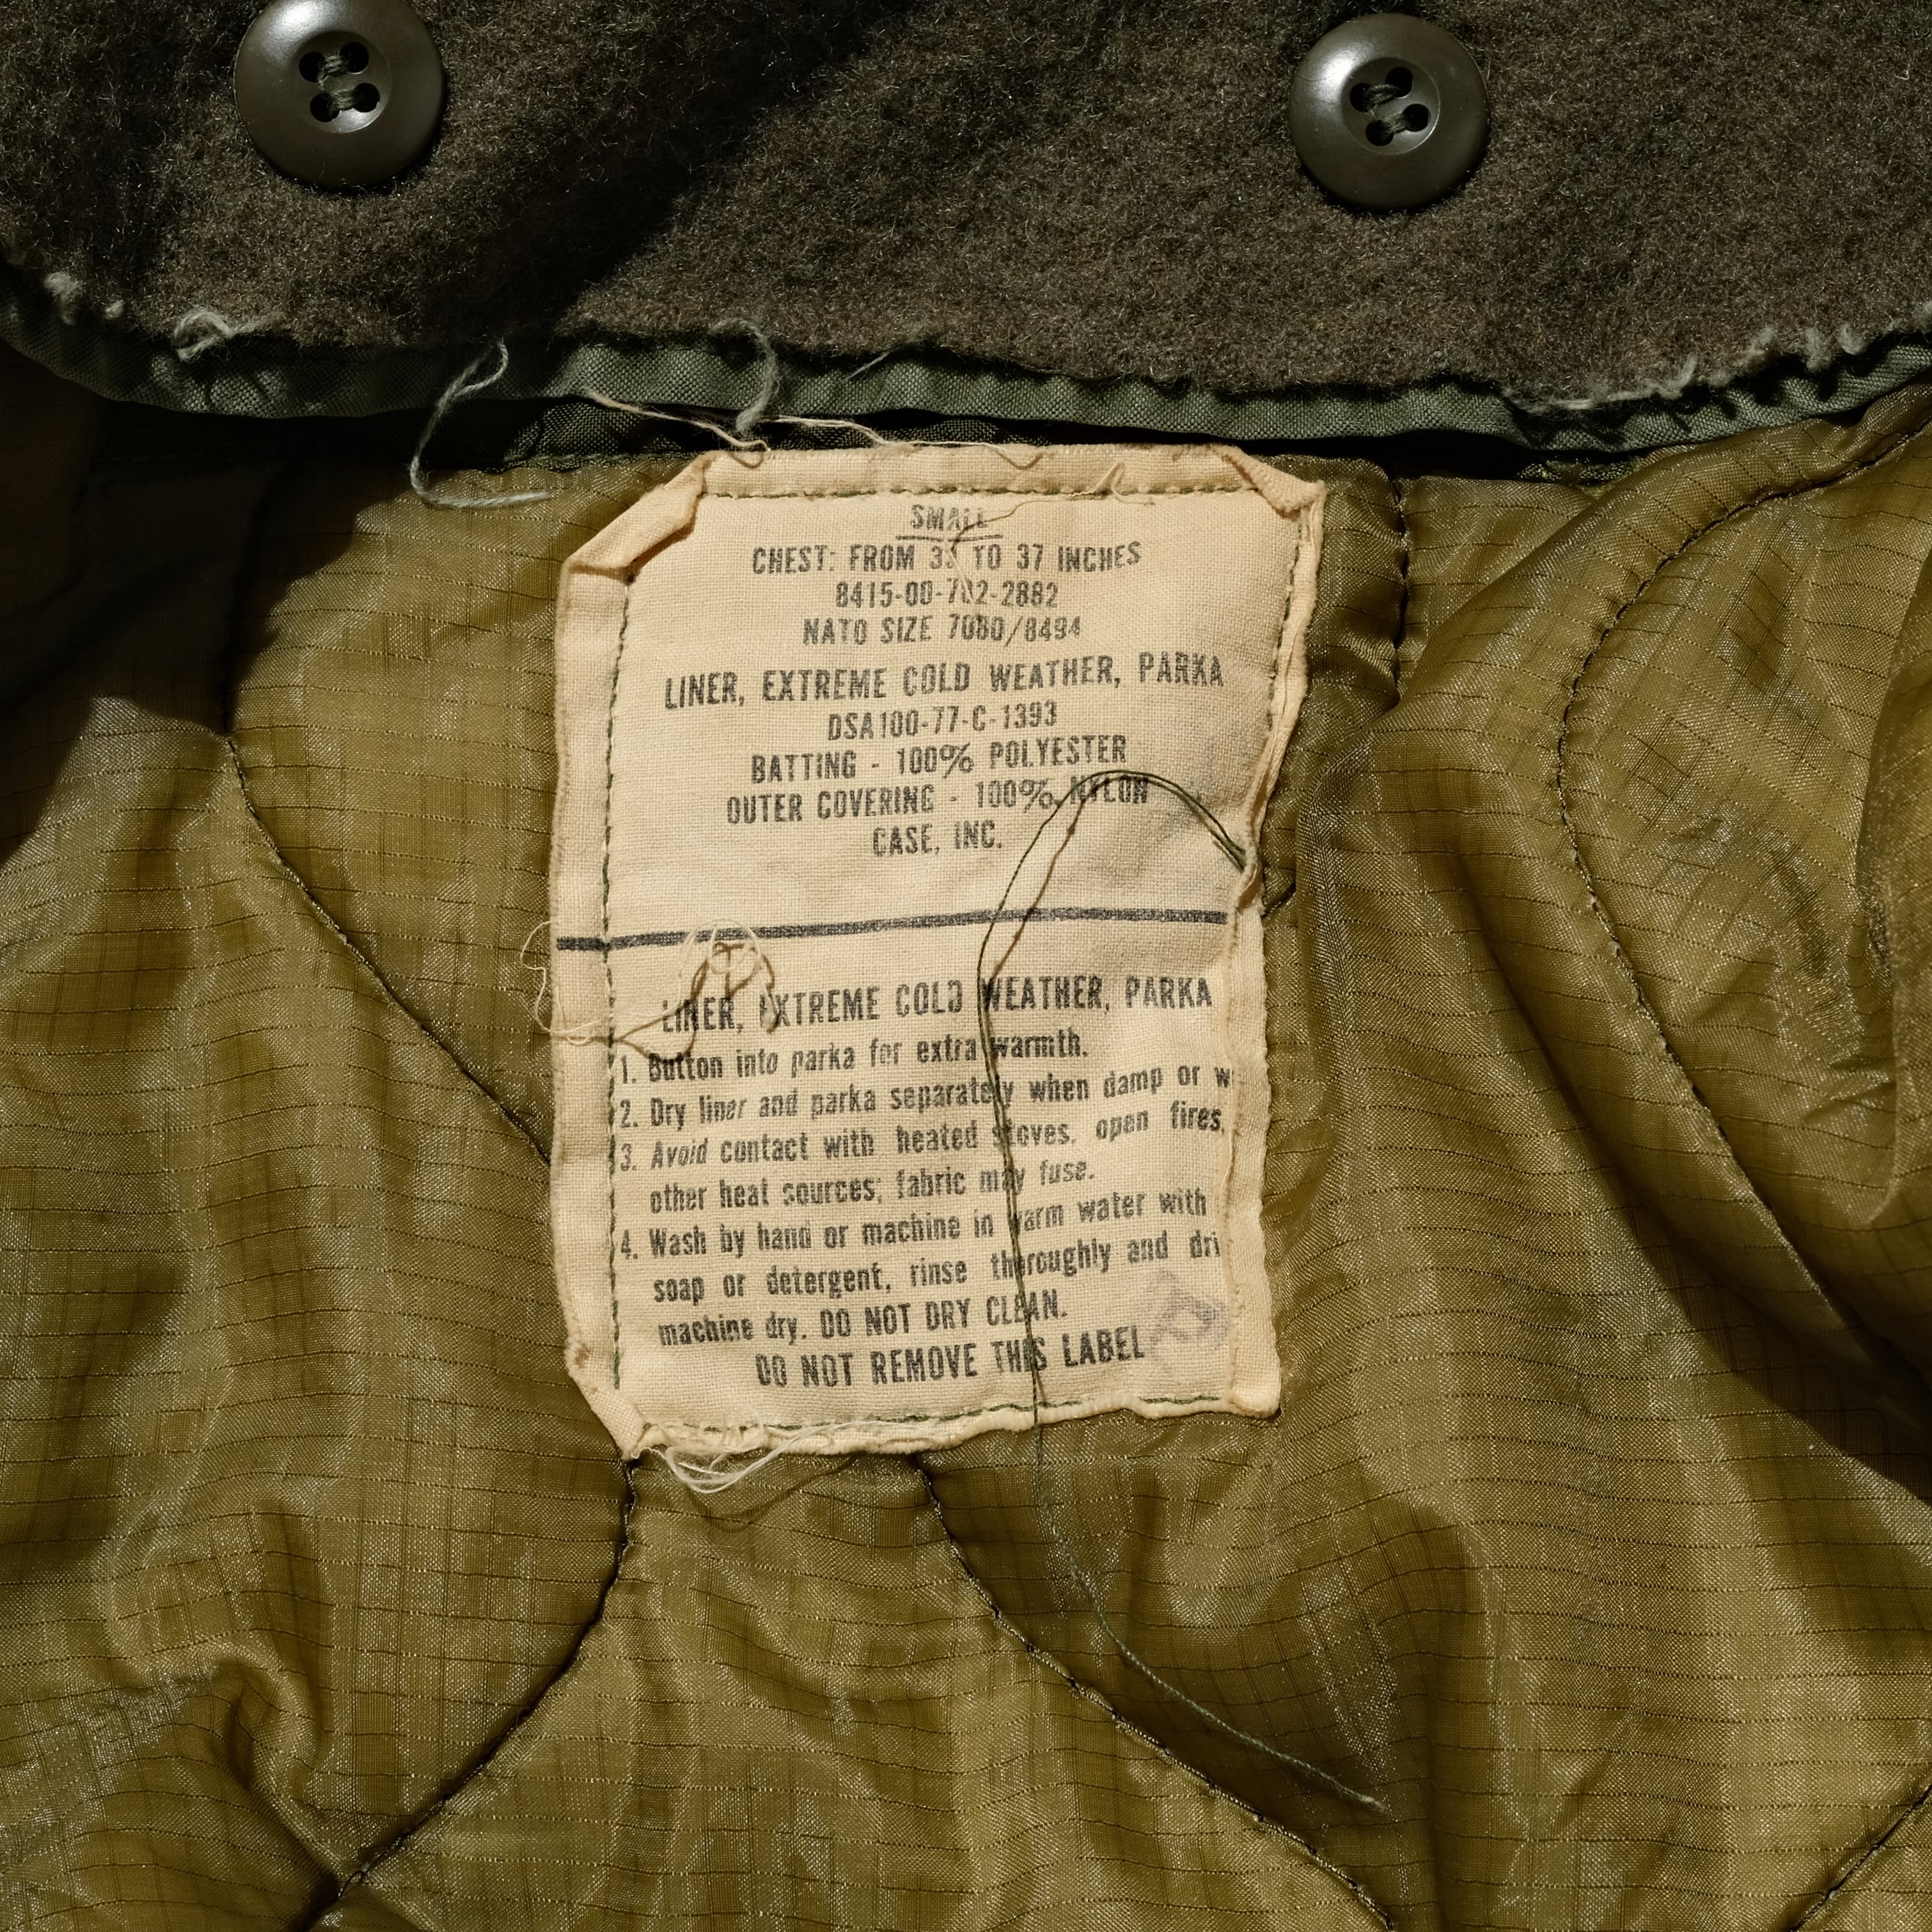 SMALL
CHEST: FROM 33 TO 37 INCHES
8415-00-782-2882
NATO SIZE 7080/8494
LINER, EXTREME COLD WEATHER, PARKA
DSA100-77-C-1393
BATTING - 100% POLYESTER
OUTER COVERING - 100% NYLON
CASE, INC.
LINER, EXTREME COLD WEATHER, PARKA
1. Button into parka for extra warmth.
2. Dry liner and parka separately when damp or w
3. Avoid contact with heated stoves, open fires,
other heat sources; fabric may fuse.
4. Wash by hand or machine in warm water with
soap or detergent, rinse thoroughly and dri
machine dry. DO NOT DRY CLEAN.
DO NOT REMOVE THIS LABEL